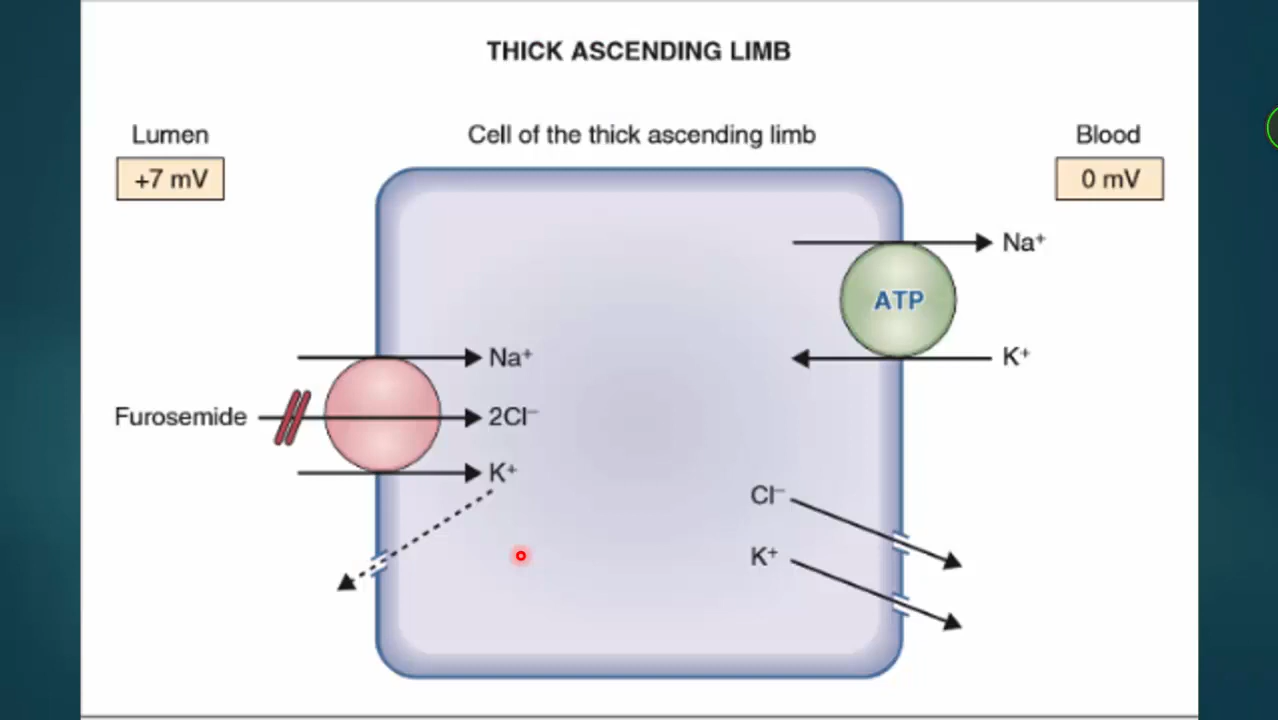 THICK ASCENDING LIMB
Lumen
Cell of the thick ascending limb
Blood
+7 mV
0 mV
Na⁺
ATP
K⁺
Na⁺
Furosemide
2Cl⁻
K⁺
Cl⁻
K⁺